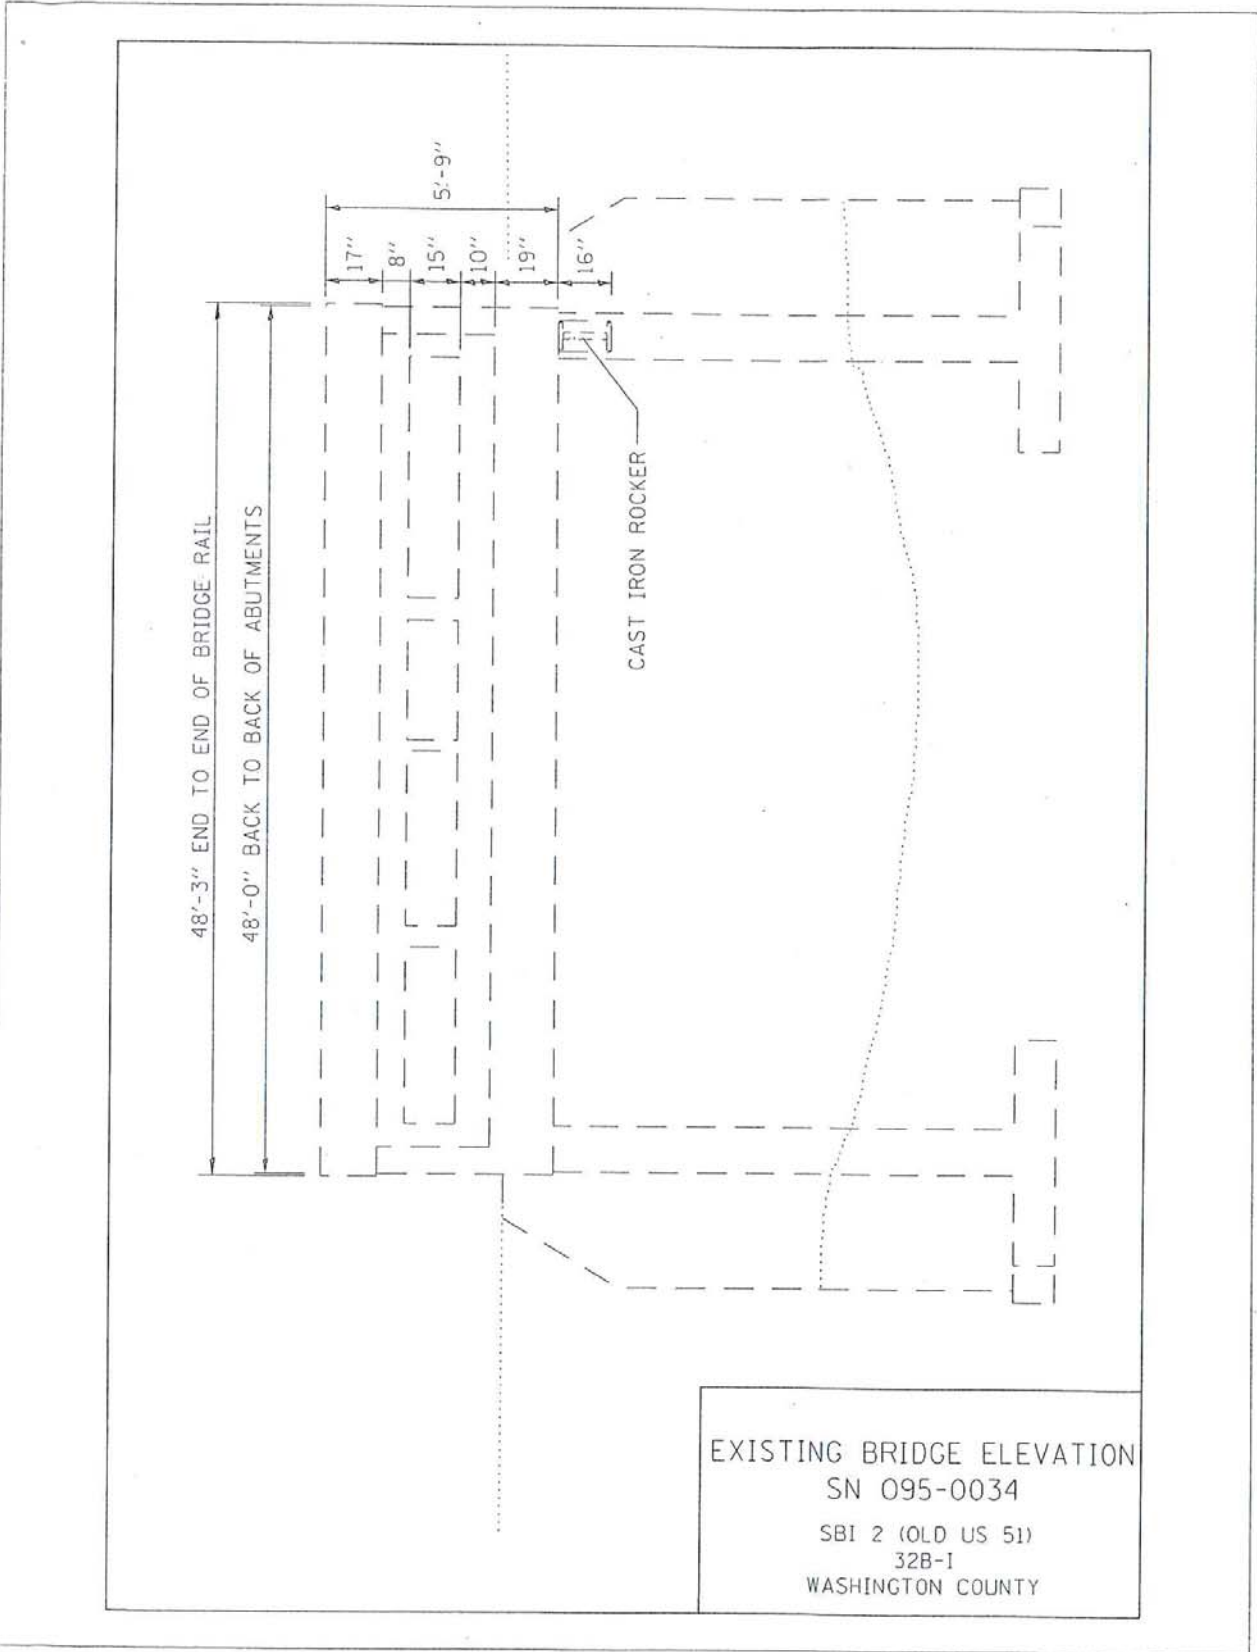 48'-3" END TO END OF BRIDGE RAIL
48'-0" BACK TO BACK OF ABUTMENTS
17"
8"
15"
10"
19"
16"
5'-9"
CAST IRON ROCKER
EXISTING BRIDGE ELEVATION
SN 095-0034
SBI 2 (OLD US 51)
32B-I
WASHINGTON COUNTY